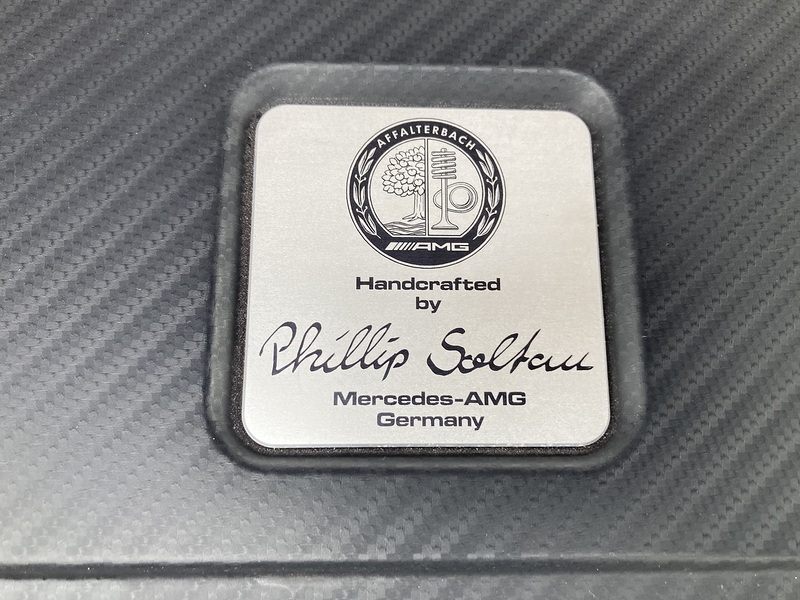 AFFALTERBACH
AMG
Handcrafted
by
Phillip Soltau
Mercedes-AMG
Germany